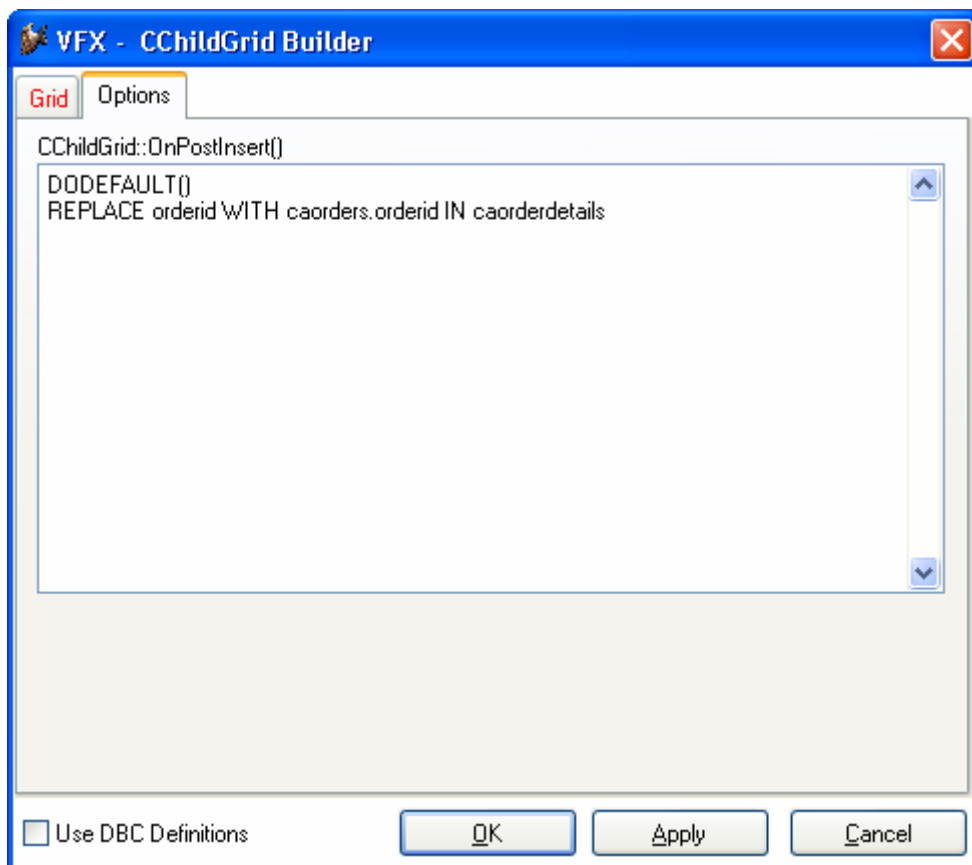 VFX - CChildGrid Builder
Grid Options
CChildGrid::OnPostInsert()
DODEFAULT()
REPLACE orderid WITH caorders.orderid IN caorderdetails
Use DBC Definitions OK Apply Cancel